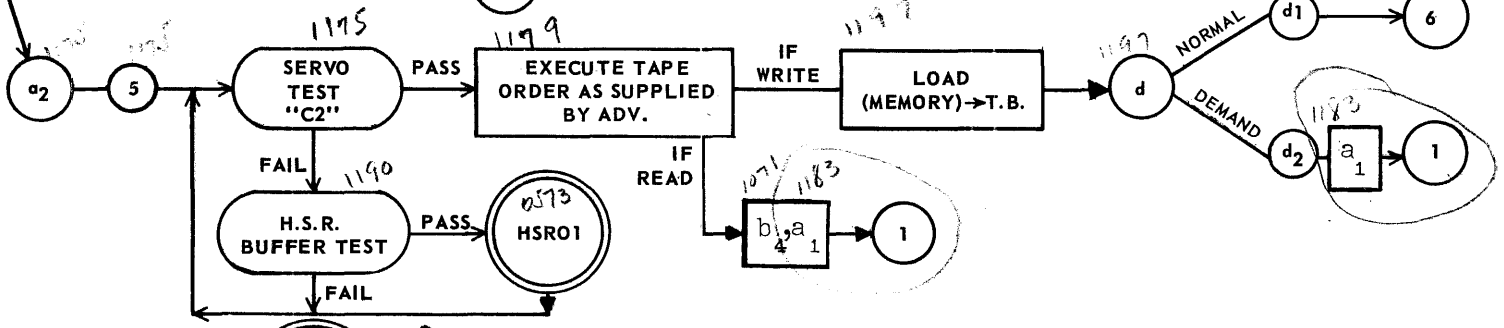 1175
1179
1197
d1
6
NORMAL
a2
5
SERVO
TEST
"C2"
PASS
EXECUTE TAPE
ORDER AS SUPPLIED
BY ADV.
IF
WRITE
LOAD
(MEMORY)→T.B.
1197
d
DEMAND
1183
d2
a1
1
FAIL
1190
IF
READ
1071
1183
H.S.R.
BUFFER TEST
PASS
0573
HSR01
b4,a1
1
FAIL